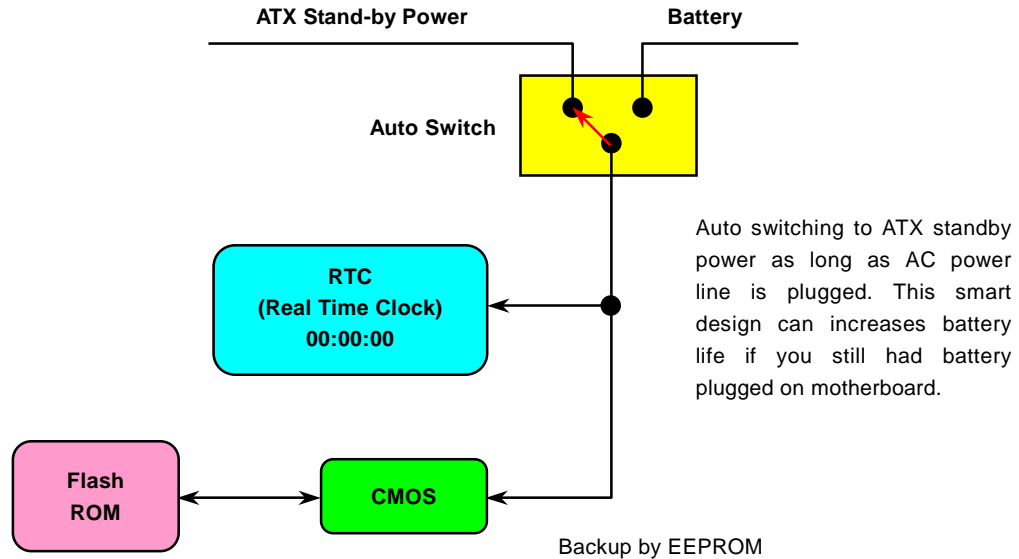 ATX Stand-by Power
Battery
Auto Switch
Auto switching to ATX standby
power as long as AC power
line is plugged. This smart
design can increases battery
life if you still had battery
plugged on motherboard.
RTC
(Real Time Clock)
00:00:00
Flash
ROM
CMOS
Backup by EEPROM